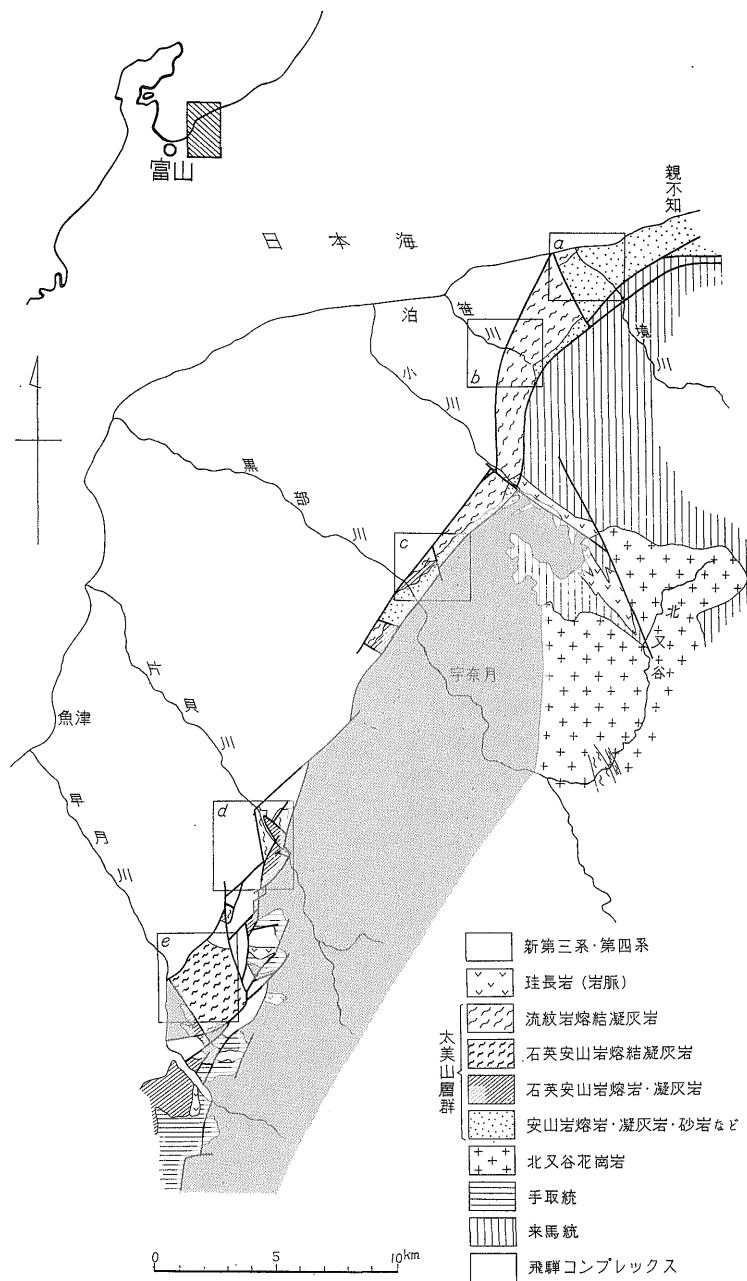 富山
親不知
日本海
a
笹川
泊
境川
b
小川
黒部川
c
北又谷
宇奈月
片貝川
魚津
d
早月川
e
新第三系・第四系
珪長岩(岩脈)
流紋岩熔結凝灰岩
石英安山岩熔結凝灰岩
太美山層群
石英安山岩熔岩・凝灰岩
安山岩熔岩・凝灰岩・砂岩など
北又谷花崗岩
手取統
来馬統
飛騨コンプレックス
0 5 10km